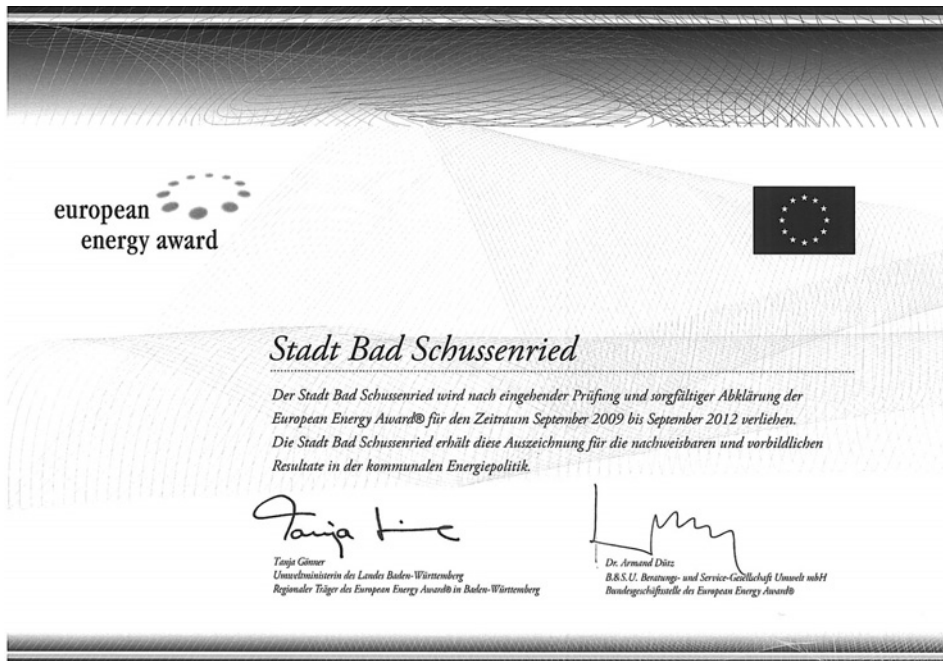 european
energy award
Stadt Bad Schussenried
Der Stadt Bad Schussenried wird nach eingehender Prüfung und sorgfältiger Abklärung der
European Energy Award® für den Zeitraum September 2009 bis September 2012 verliehen.
Die Stadt Bad Schussenried erhält diese Auszeichnung für die nachweisbaren und vorbildlichen
Resultate in der kommunalen Energiepolitik.
Tanja Gönner
Umweltministerin des Landes Baden-Württemberg
Regionaler Träger des European Energy Award® in Baden-Württemberg
Dr. Armand Dütz
B.&S.U. Beratungs- und Service-Gesellschaft Umwelt mbH
Bundesgeschäftsstelle des European Energy Award®